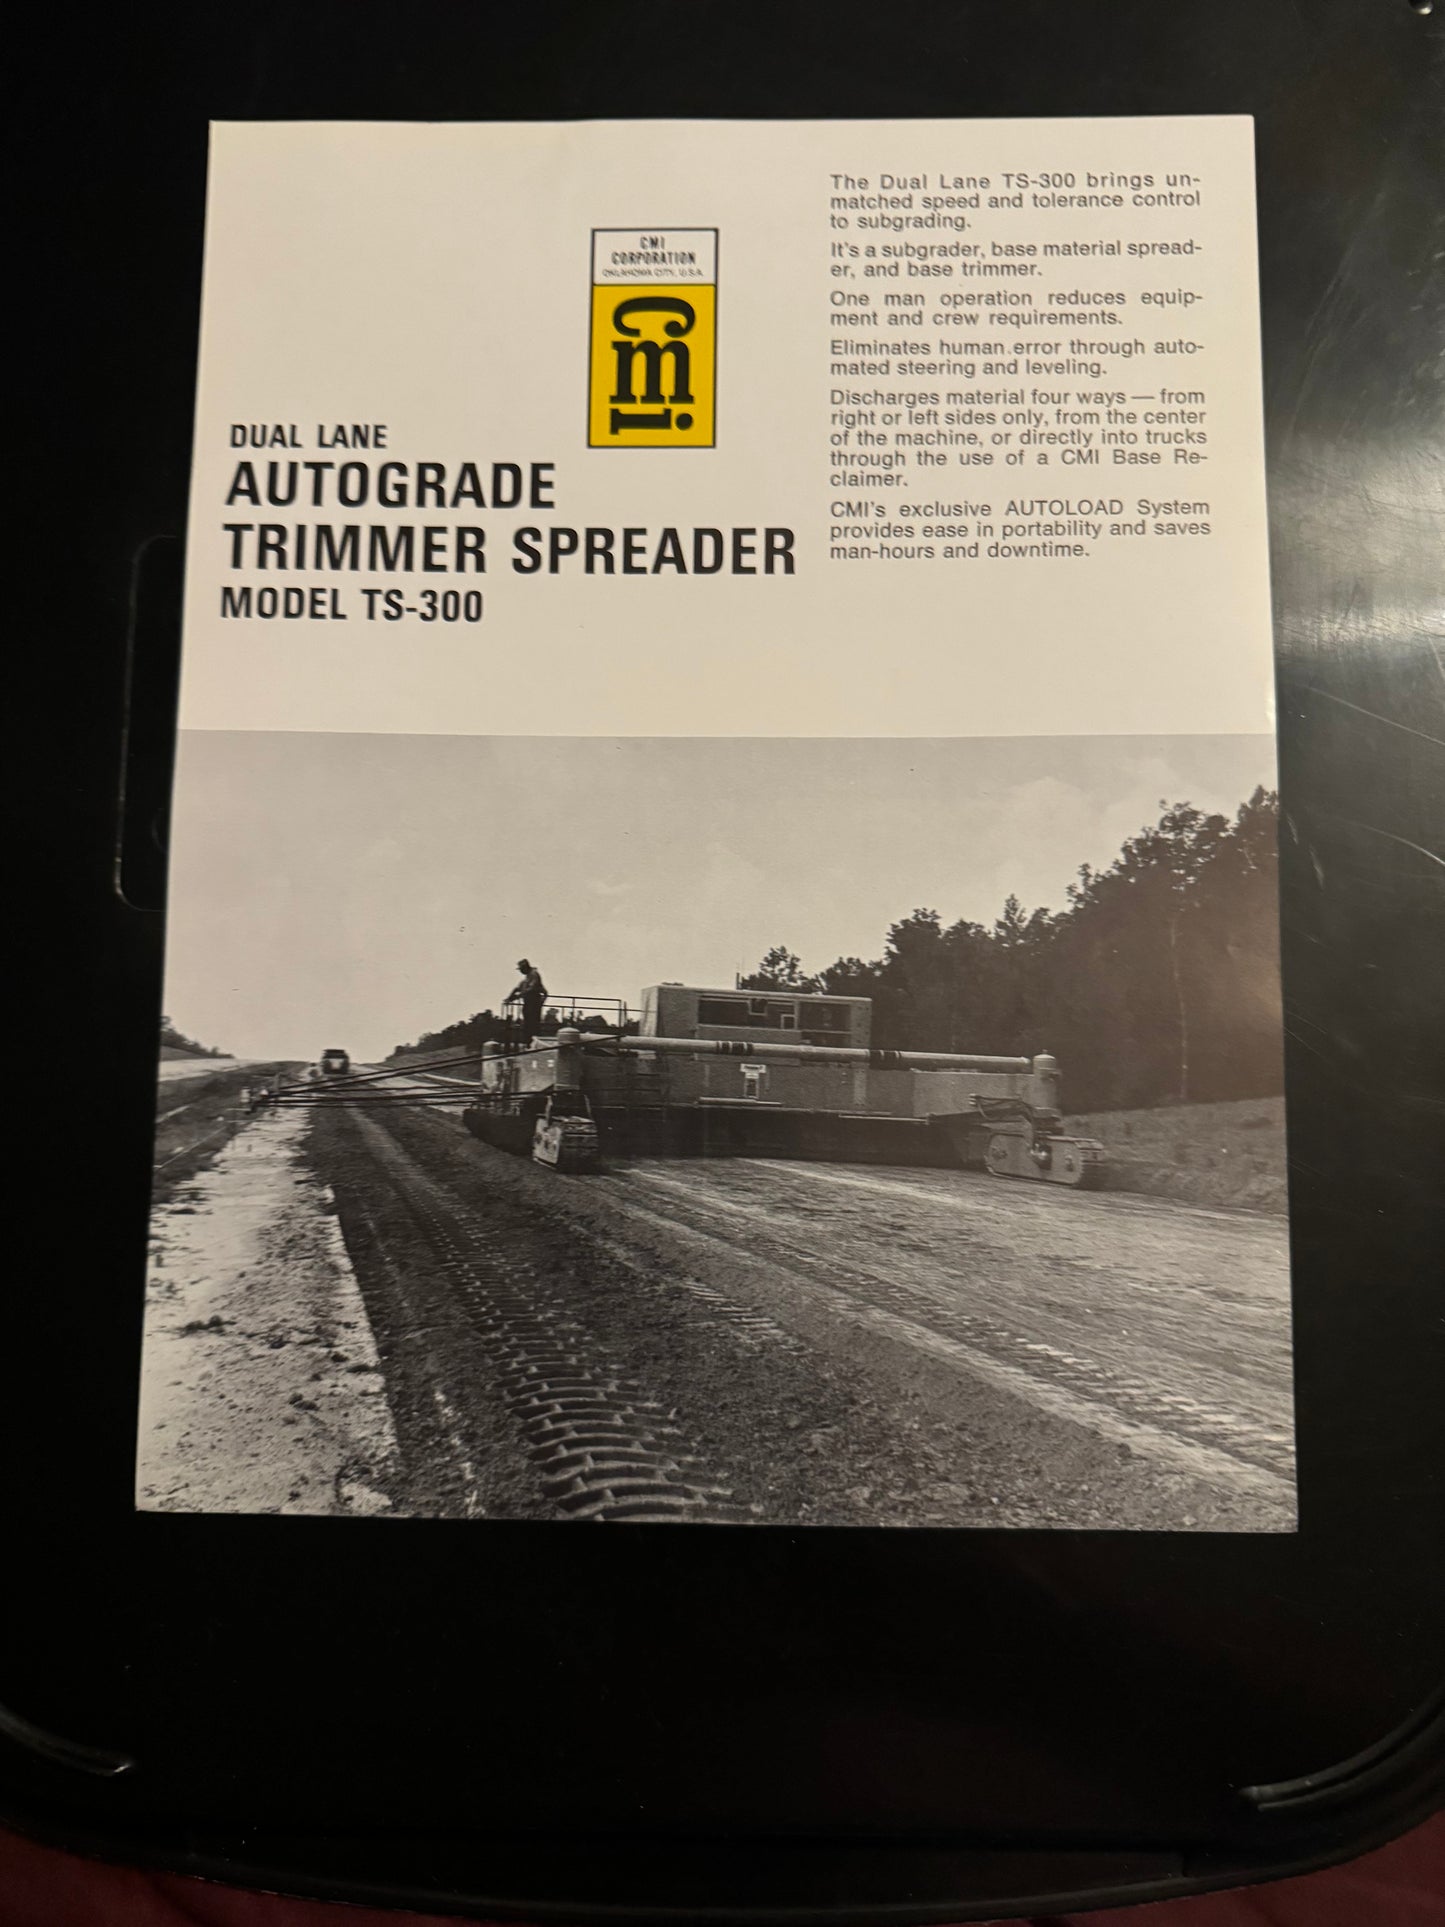 CMI
CORPORATION
OKLAHOMA CITY, U.S.A.
Cmi
DUAL LANE
AUTOGRADE
TRIMMER SPREADER
MODEL TS-300
The Dual Lane TS-300 brings un-
matched speed and tolerance control
to subgrading.
It's a subgrader, base material spread-
er, and base trimmer.
One man operation reduces equip-
ment and crew requirements.
Eliminates human error through auto-
mated steering and leveling.
Discharges material four ways — from
right or left sides only, from the center
of the machine, or directly into trucks
through the use of a CMI Base Re-
claimer.
CMI's exclusive AUTOLOAD System
provides ease in portability and saves
man-hours and downtime.